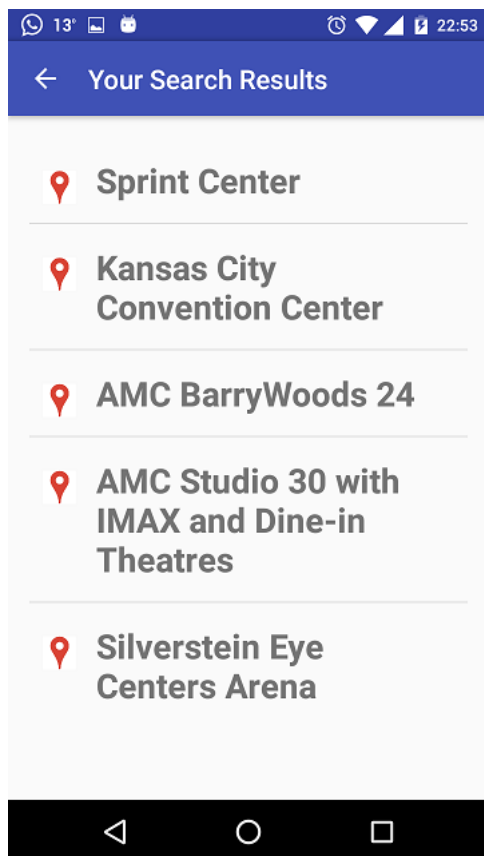 13° 22:53
Your Search Results
Sprint Center
Kansas City
Convention Center
AMC BarryWoods 24
AMC Studio 30 with
IMAX and Dine-in
Theatres
Silverstein Eye
Centers Arena